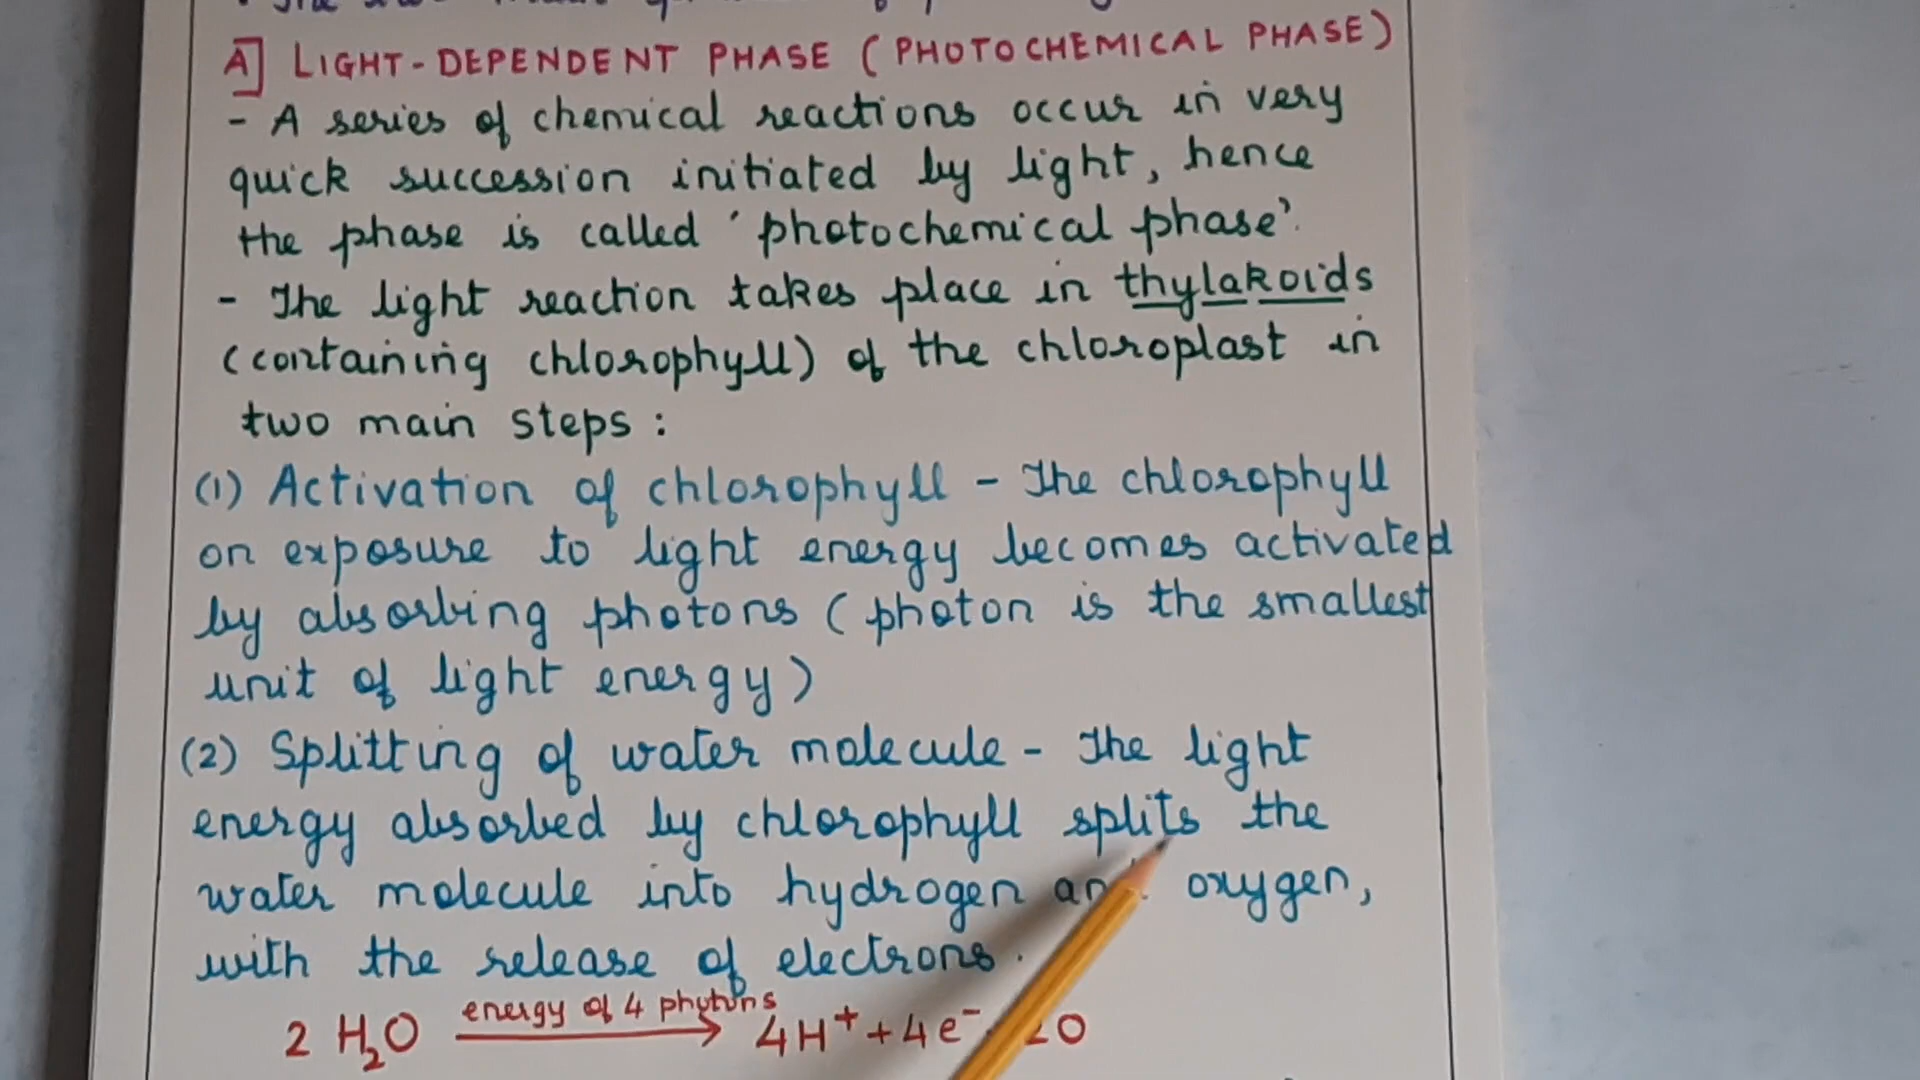 A] LIGHT-DEPENDENT PHASE (PHOTOCHEMICAL PHASE)
- A series of chemical reactions occur in very
quick succession initiated by light, hence
the phase is called 'photochemical phase'.
- The light reaction takes place in thylakoids
(containing chlorophyll) of the chloroplast in
two main steps :
(1) Activation of chlorophyll - The chlorophyll
on exposure to light energy becomes activated
by absorbing photons ( photon is the smallest
unit of light energy)
(2) Splitting of water molecule - The light
energy absorbed by chlorophyll splits the
water molecule into hydrogen and oxygen,
with the release of electrons.
energy of 4 photons
2 H₂O ⟶ 4H⁺ + 4e⁻ 2O